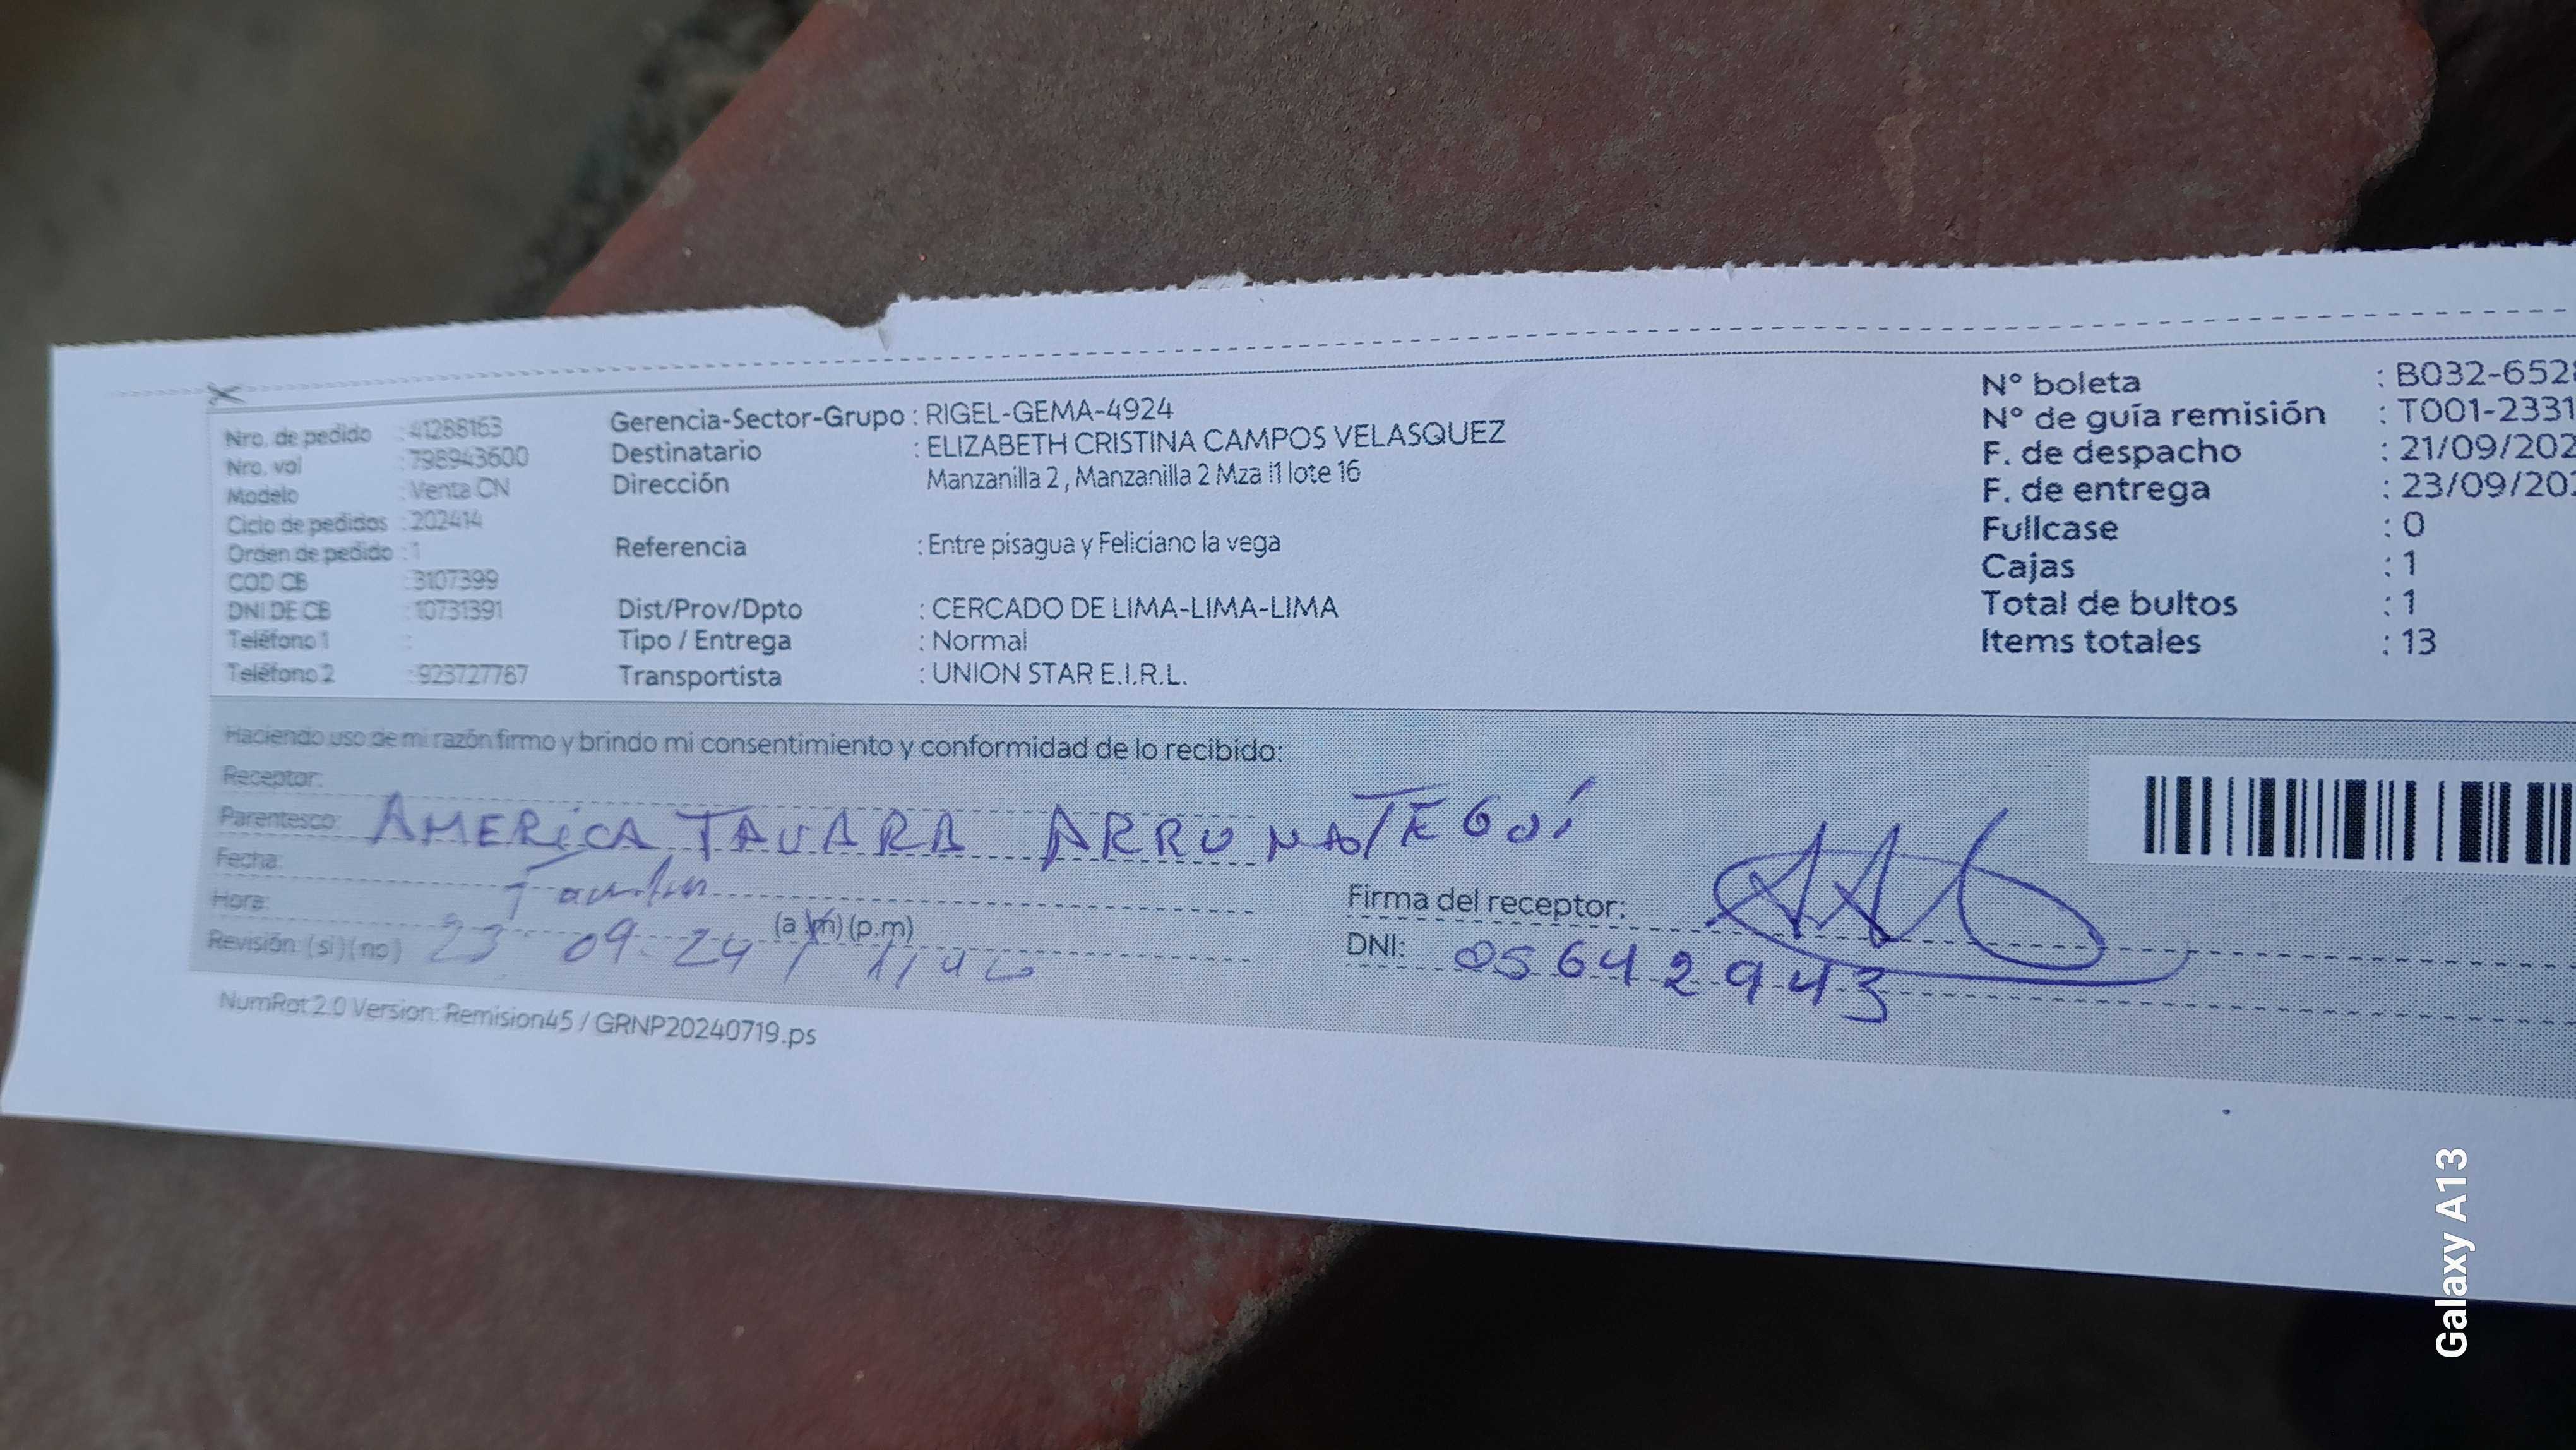 Nro. de pedido : 41288163
Nro. val : 798943600
Modelo : Venta CN
Ciclo de pedidos : 202414
Orden de pedido : 1
COD CB : 3107399
DNI DE CB : 10731391
Teléfono 1 :
Teléfono 2 : 923727787
Gerencia-Sector-Grupo : RIGEL-GEMA-4924
Destinatario : ELIZABETH CRISTINA CAMPOS VELASQUEZ
Dirección Manzanilla 2 , Manzanilla 2 Mza i1 lote 16
Referencia : Entre pisagua y Feliciano la vega
Dist/Prov/Dpto : CERCADO DE LIMA-LIMA-LIMA
Tipo / Entrega : Normal
Transportista : UNION STAR E.I.R.L.
N° boleta : B032-652
N° de guía remisión : T001-2331
F. de despacho : 21/09/202
F. de entrega : 23/09/20
Fullcase : 0
Cajas : 1
Total de bultos : 1
Items totales : 13
Haciendo uso de mi razón firmo y brindo mi consentimiento y conformidad de lo recibido:
Receptor:
Parentesco: AMERICA TAVARA ARRUNATEGUÍ
Fecha:
Hora: (a.m) (p.m)
Revisión: (si) (no) 23 09-24
Firma del receptor:
DNI: 05642943
NumRot 2.0 Version: Remision45 / GRNP20240719.ps
Galaxy A13